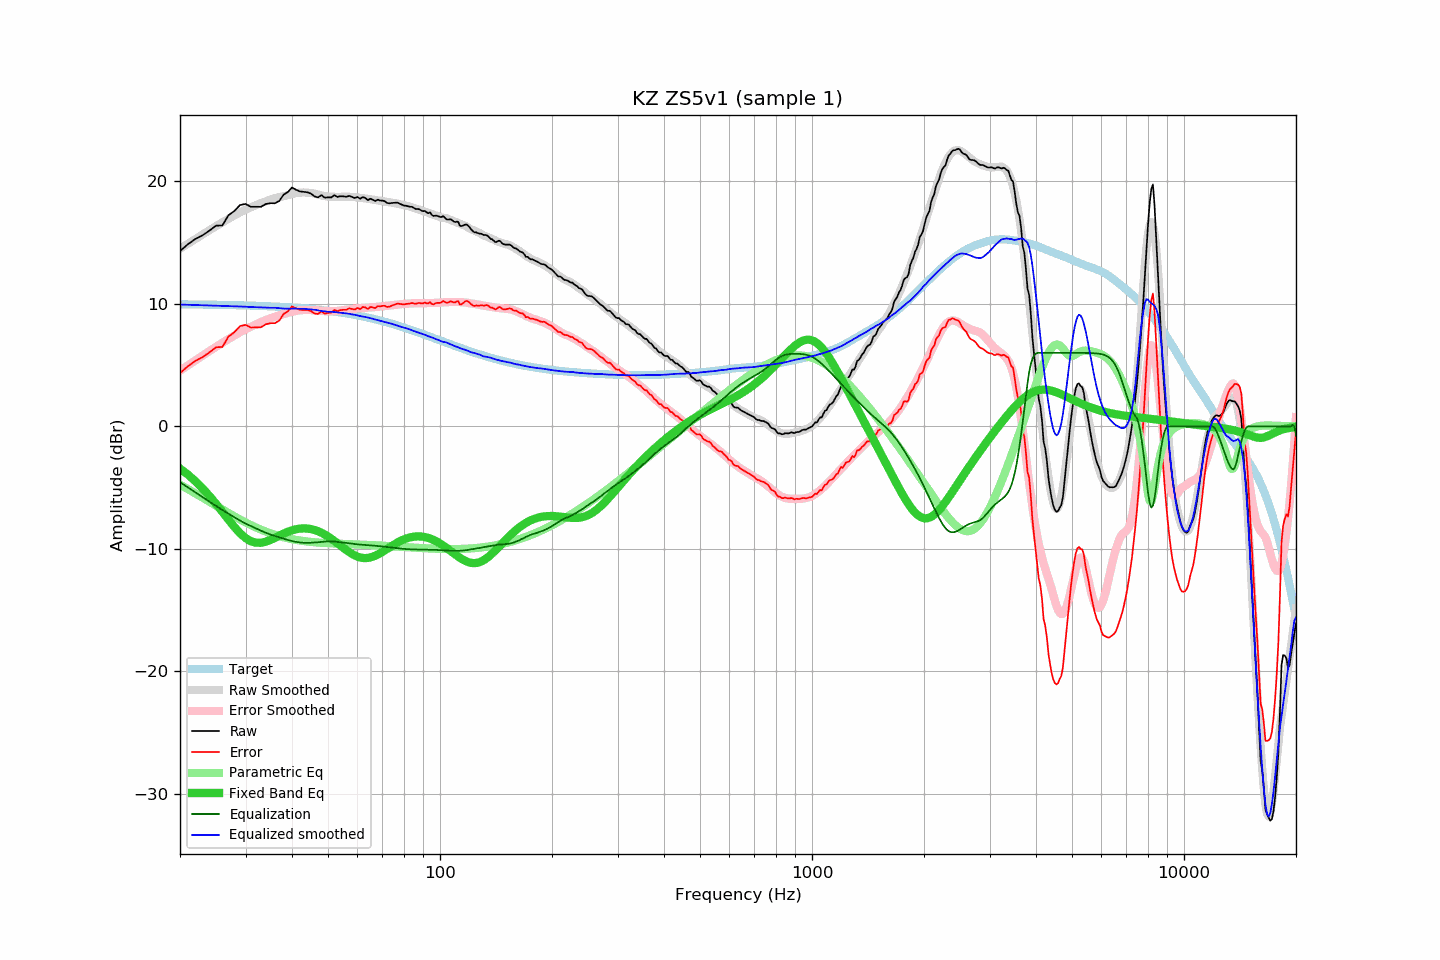 KZ ZS5v1 (sample 1)
20
10
0
−10
−20
−30
Amplitude (dBr)
Target
Raw Smoothed
Error Smoothed
Raw
Error
Parametric Eq
Fixed Band Eq
Equalization
Equalized smoothed
100
1000
10000
Frequency (Hz)